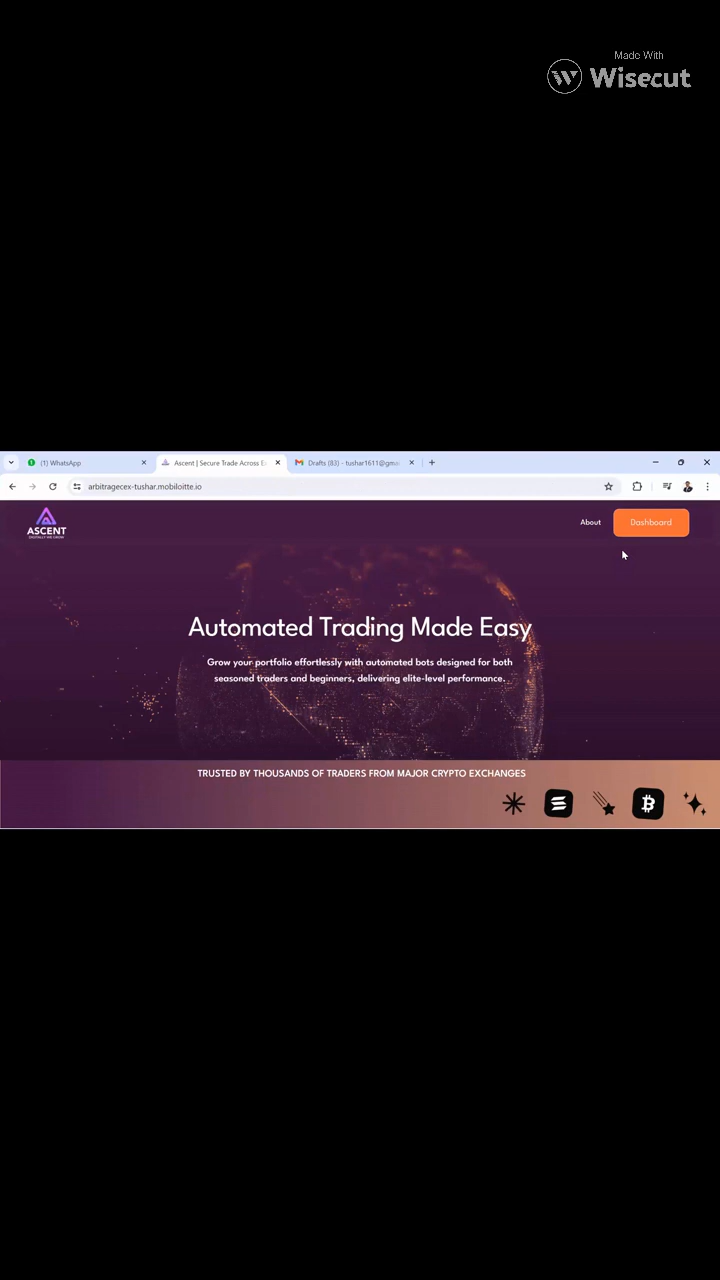 Made With
Wisecut
(1) WhatsApp
Ascent | Secure Trade Across E
Drafts (83) - tushar1611@gmai
arbitragecex-tushar.mobiloitte.io
ASCENT
About
Dashboard
Automated Trading Made Easy
Grow your portfolio effortlessly with automated bots designed for both
seasoned traders and beginners, delivering elite-level performance.
TRUSTED BY THOUSANDS OF TRADERS FROM MAJOR CRYPTO EXCHANGES